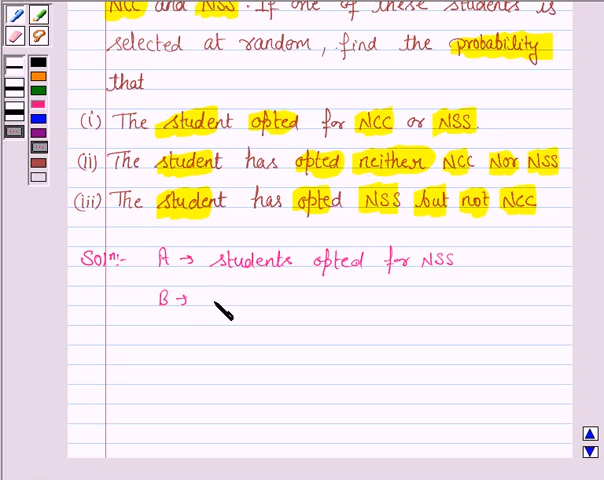 NCC and NSS. If one of these students is
selected at random, find the probability
that
(i) The student opted for NCC or NSS.
(ii) The student has opted neither NCC Nor NSS
(iii) The student has opted NSS but not NCC
Solⁿ:- A → students opted for NSS
B →